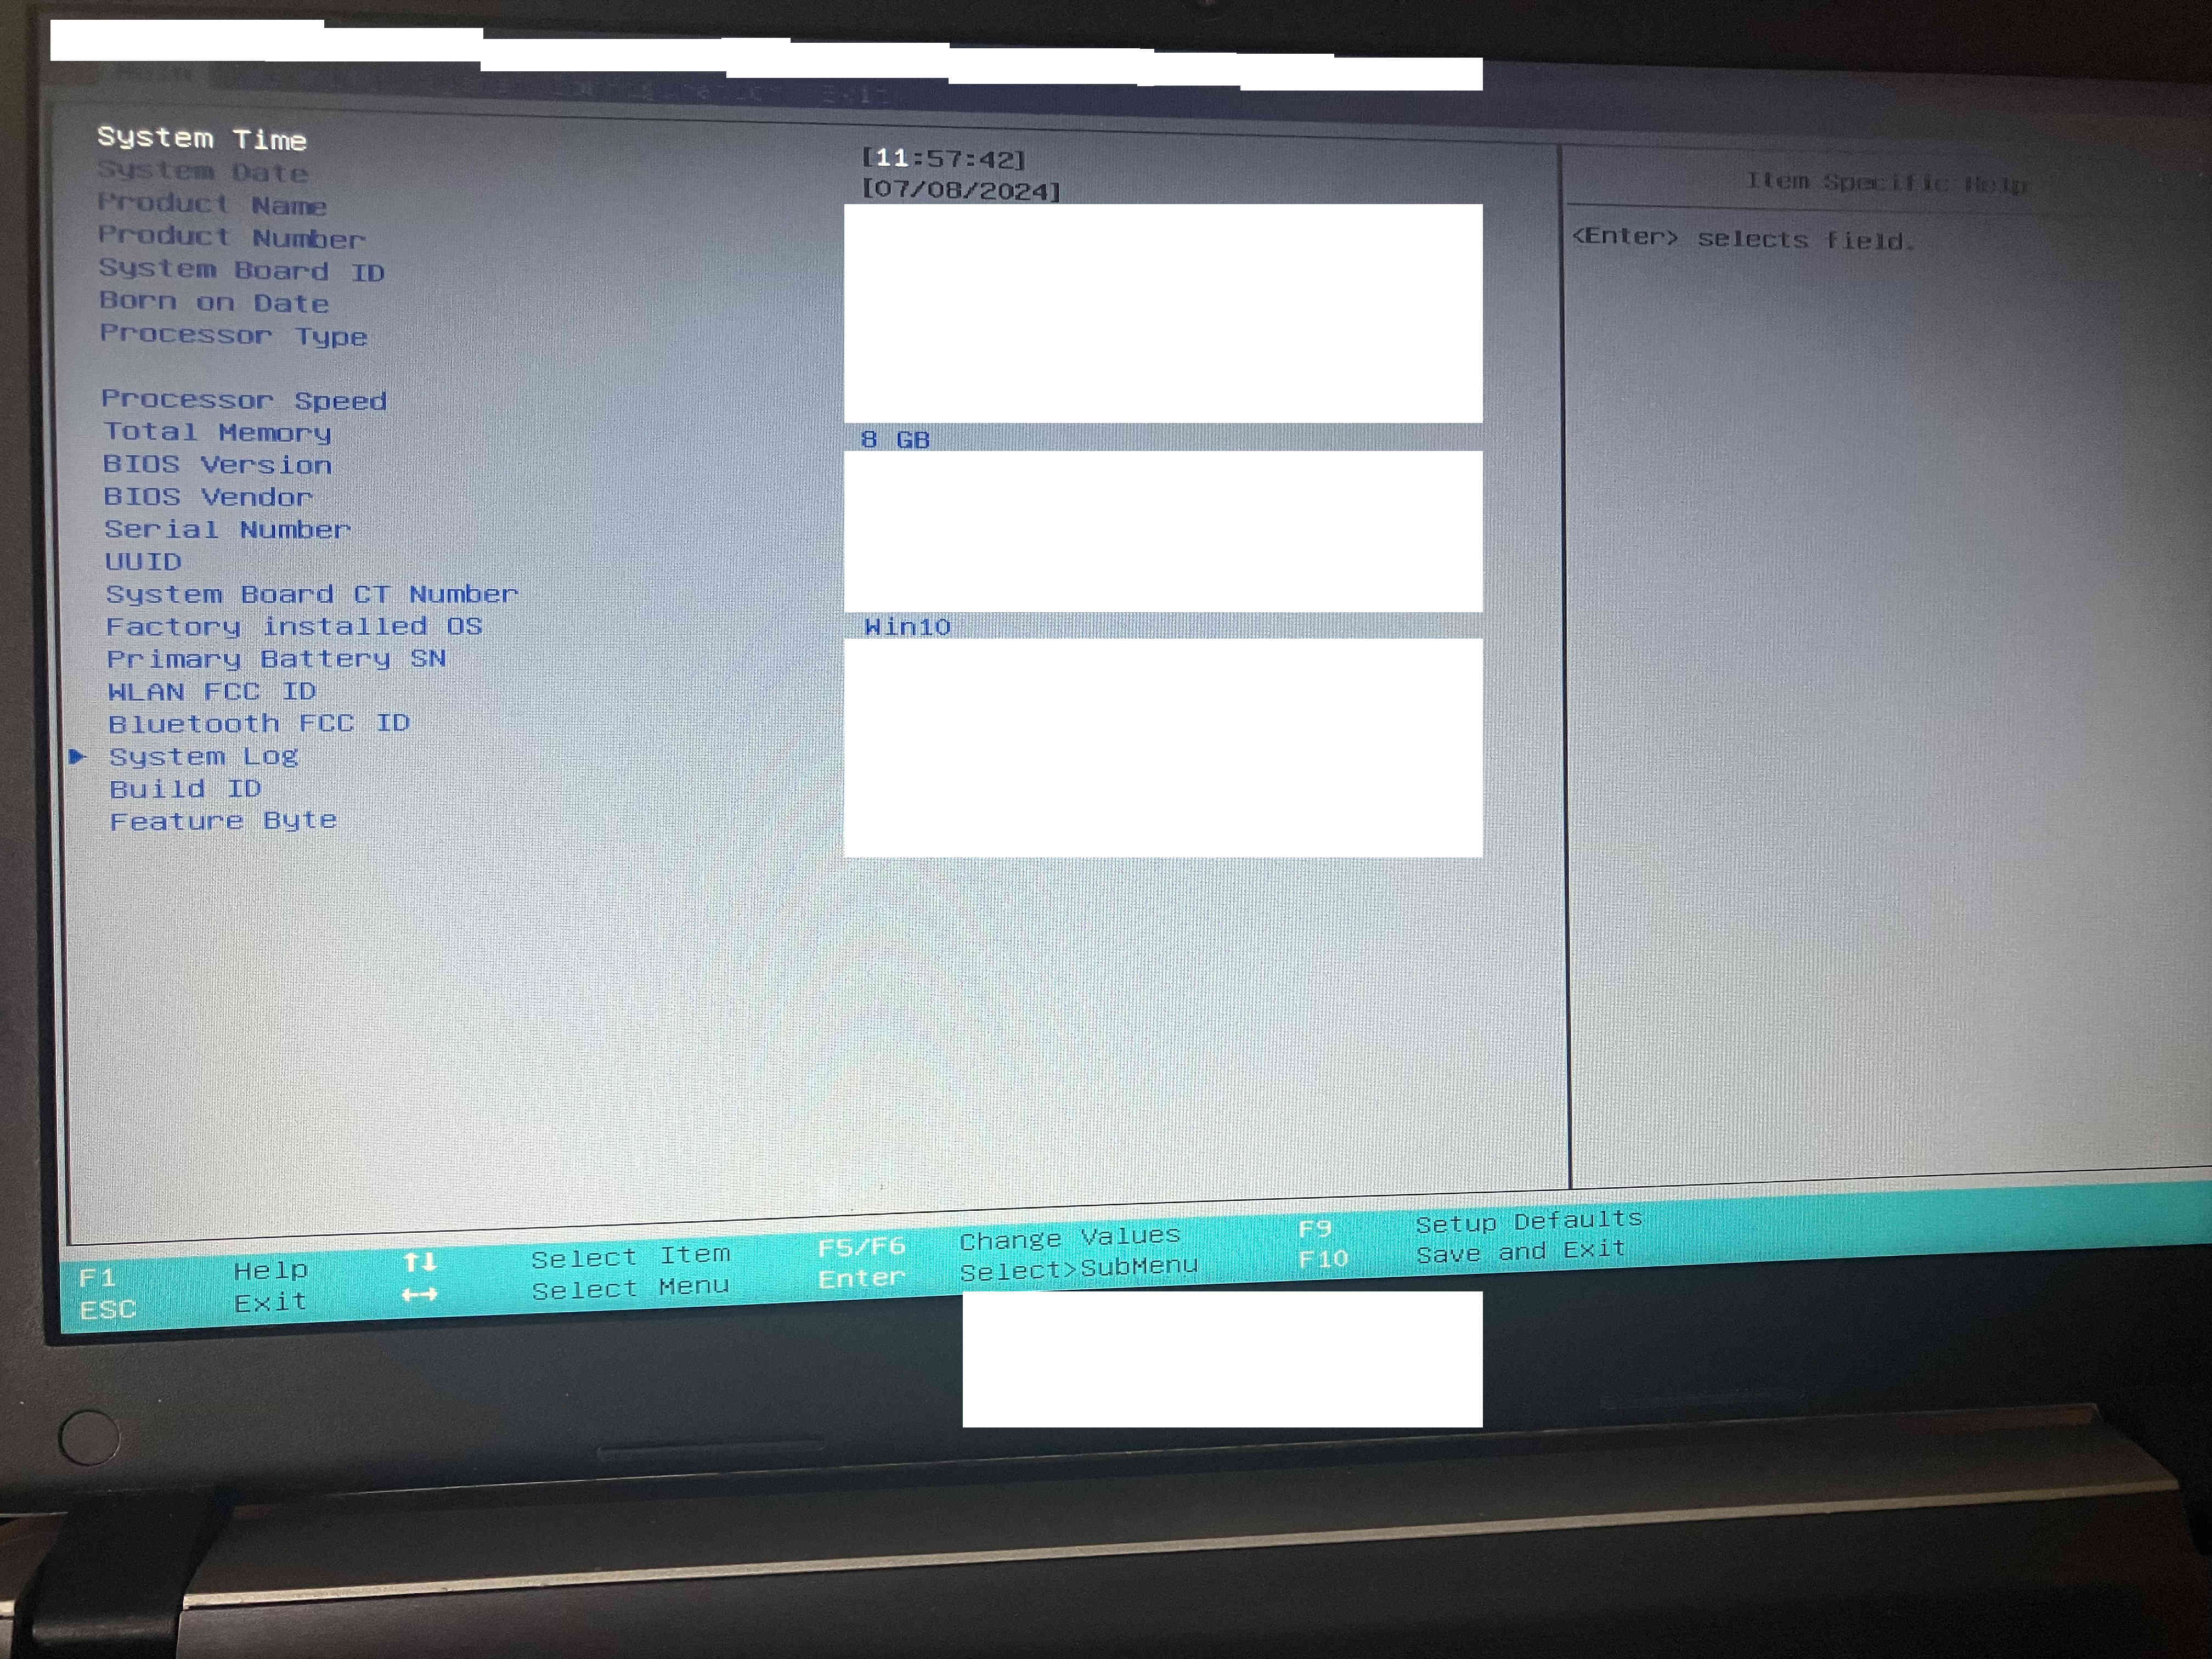 System Time [11:57:42]
System Date [07/08/2024]
Product Name
Product Number
System Board ID
Born on Date
Processor Type
Processor Speed
Total Memory 8 GB
BIOS Version
BIOS Vendor
Serial Number
UUID
System Board CT Number
Factory installed OS Win10
Primary Battery SN
WLAN FCC ID
Bluetooth FCC ID
System Log
Build ID
Feature Byte
Item Specific Help
<Enter> selects field.
F1 Help ↑↓ Select Item F5/F6 Change Values F9 Setup Defaults
ESC Exit ↔ Select Menu Enter Select>SubMenu F10 Save and Exit